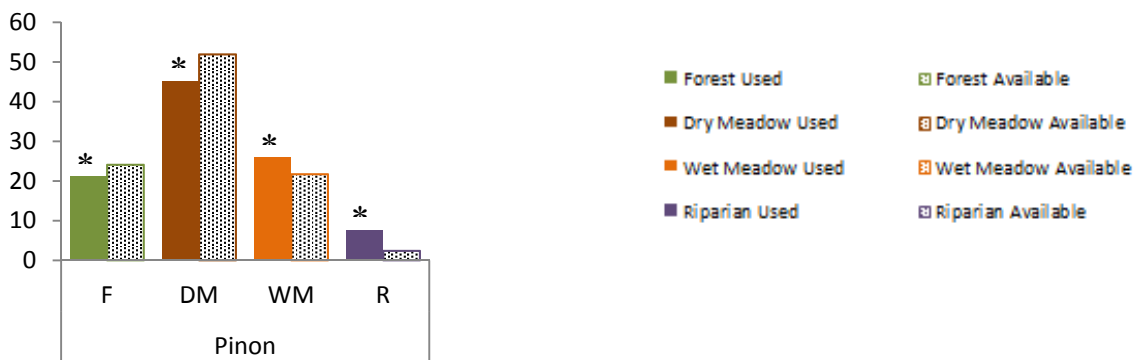 60
50
40
30
20
10
0
* * * *
F DM WM R
Pinon
Forest Used Forest Available
Dry Meadow Used Dry Meadow Available
Wet Meadow Used Wet Meadow Available
Riparian Used Riparian Available